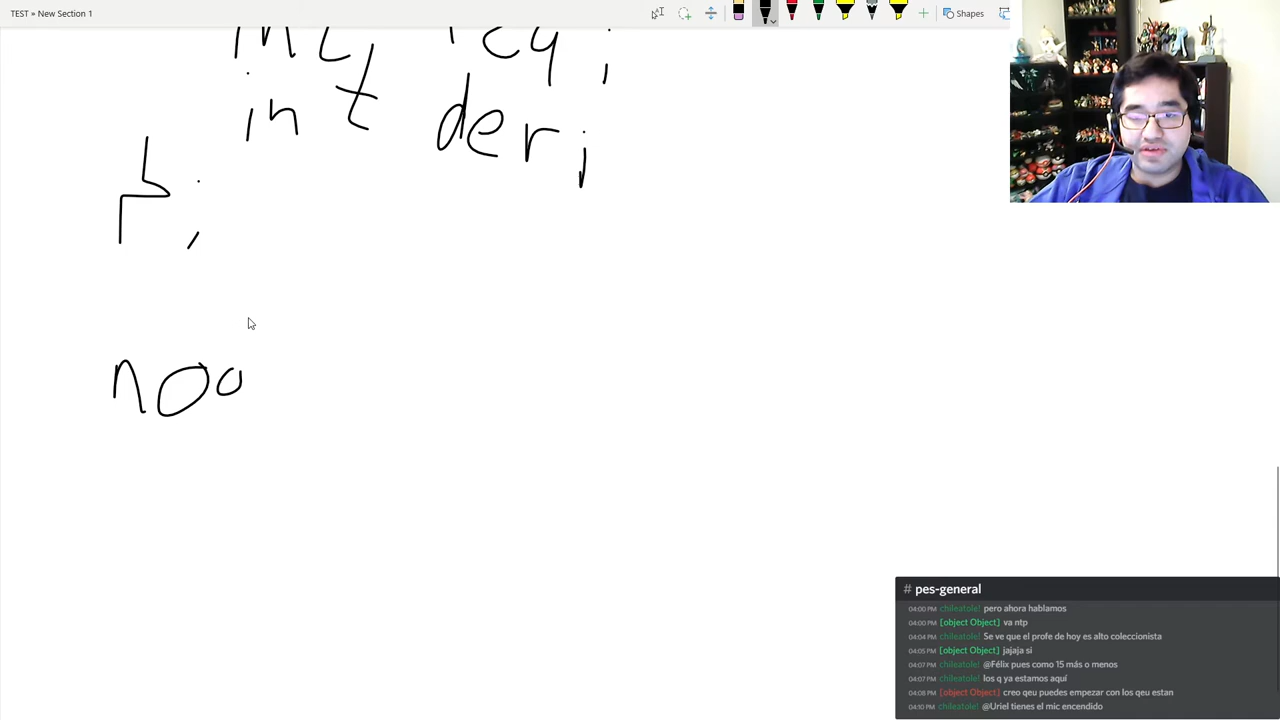 TEST » New Section 1
Shapes
int izq;
int der;
};
noo
# pes-general
04:00 PM chileatole! pero ahora hablamos
04:00 PM [object Object] va ntp
04:04 PM chileatole! Se ve que el profe de hoy es alto coleccionista
04:05 PM [object Object] jajaja si
04:07 PM chileatole! @Félix pues como 15 más o menos
04:07 PM chileatole! los q ya estamos aquí
04:08 PM [object Object] creo qeu puedes empezar con los qeu estan
04:10 PM chileatole! @Uriel tienes el mic encendido